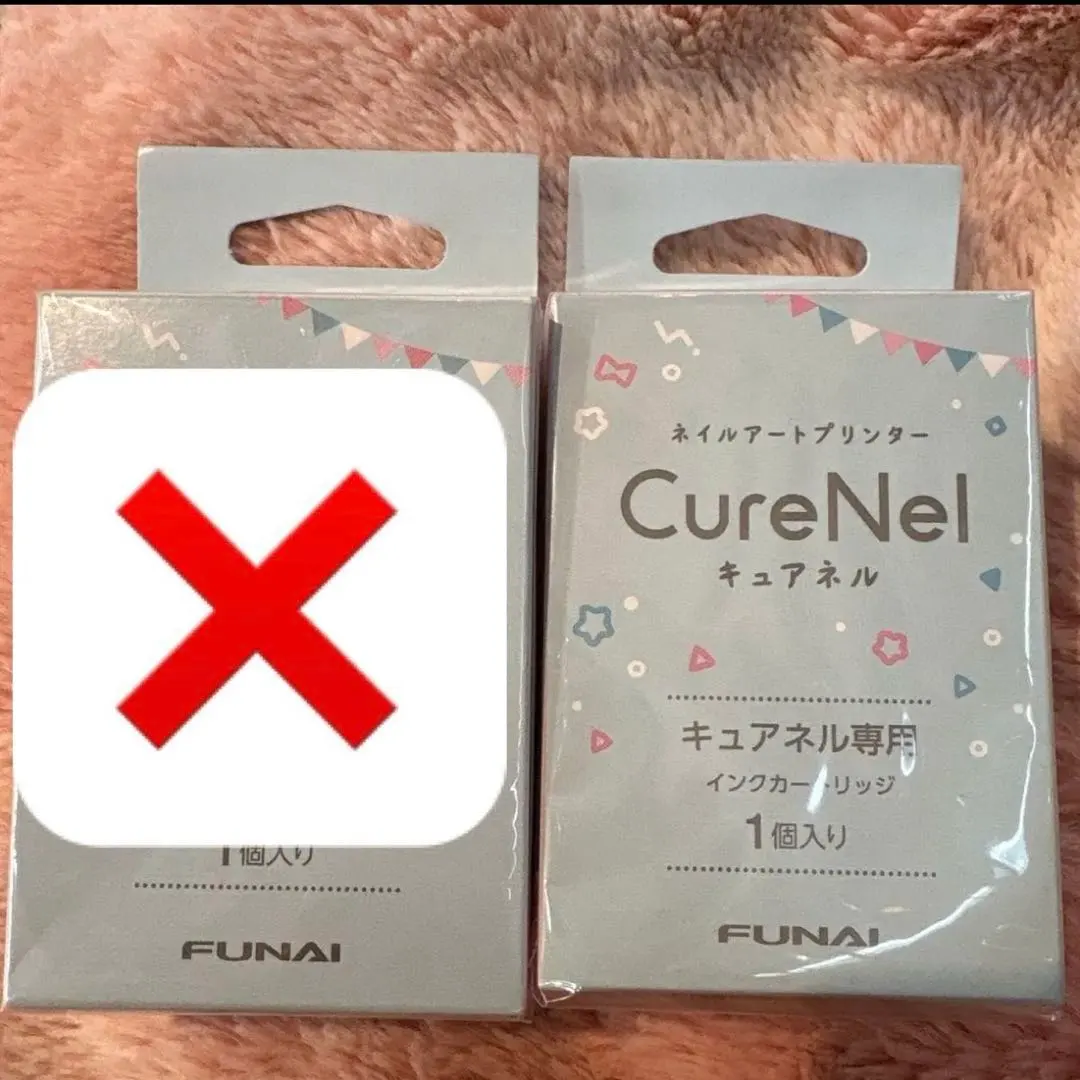 1個入り
FUNAI
ネイルアートプリンター
CureNel
キュアネル
キュアネル専用
インクカートリッジ
1個入り
FUNAI